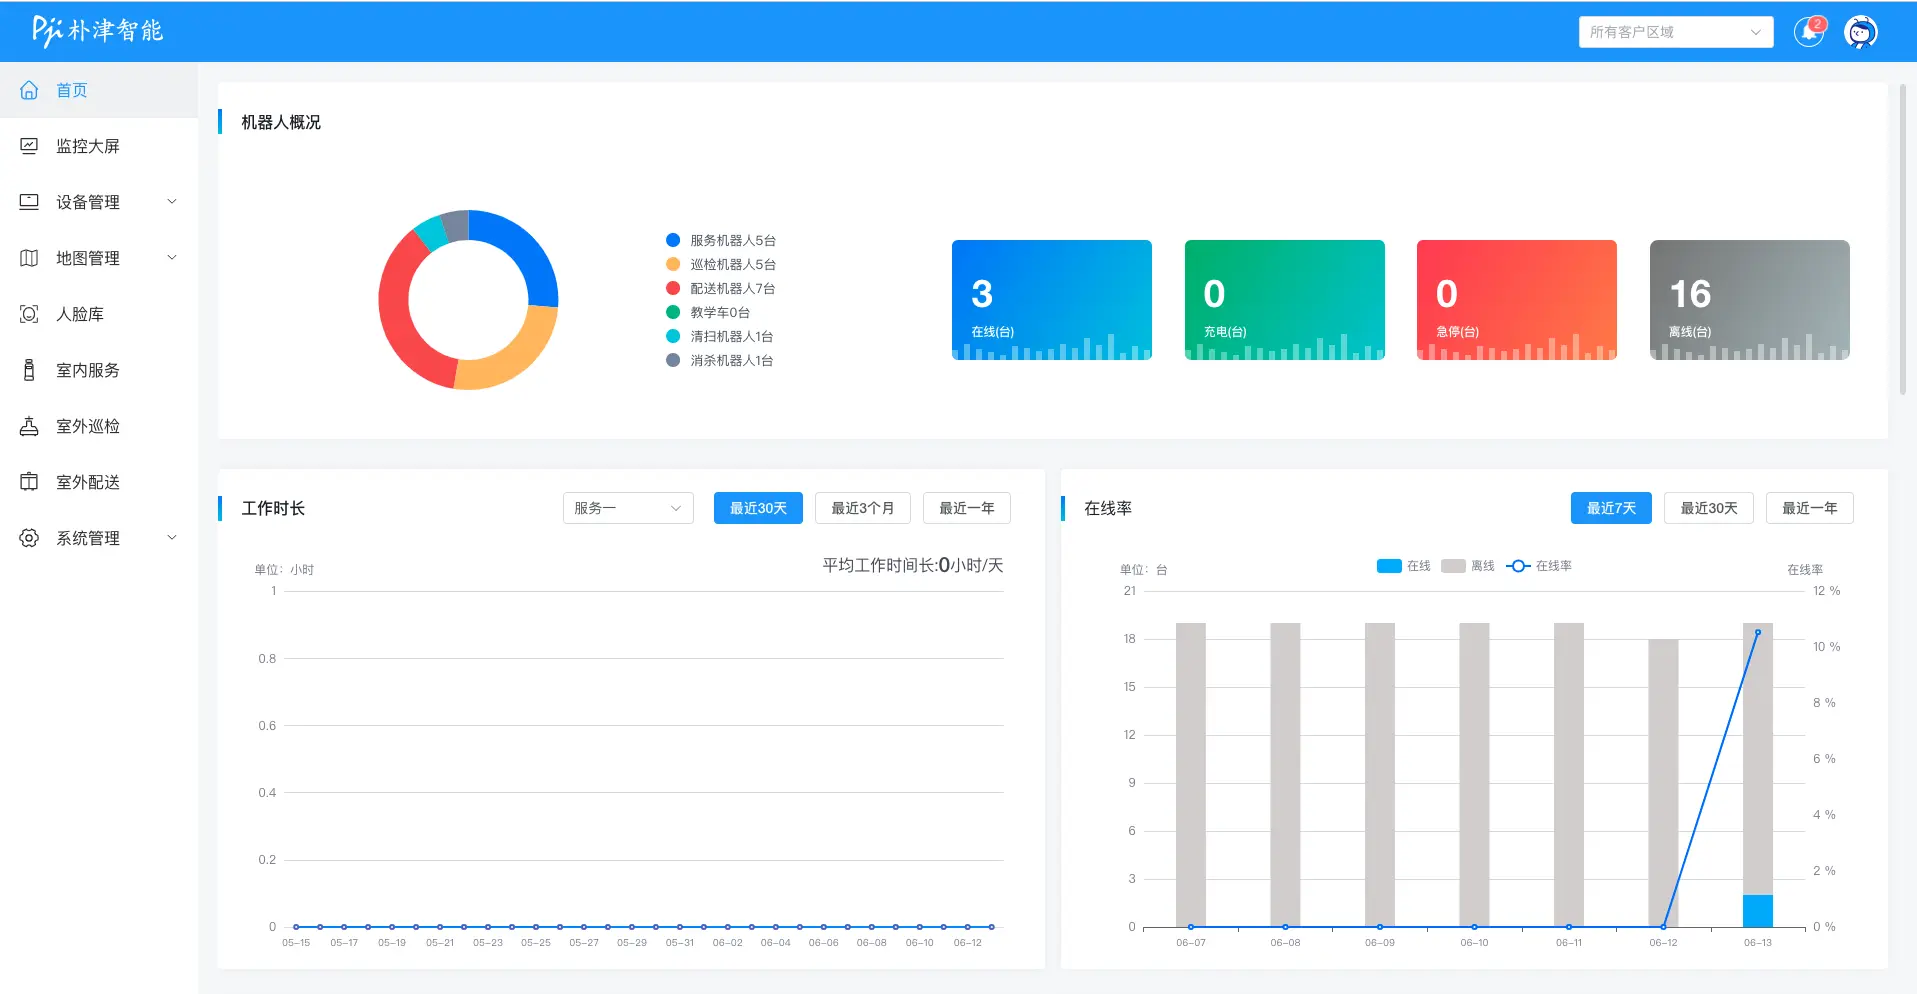 Pji 朴津智能
所有客户区域
2
首页
监控大屏
设备管理
地图管理
人脸库
室内服务
室外巡检
室外配送
系统管理
机器人概况
服务机器人5台
巡检机器人5台
配送机器人7台
教学车0台
清扫机器人1台
消杀机器人1台
3
在线(台)
0
充电(台)
0
急停(台)
16
离线(台)
工作时长
服务一
最近30天 最近3个月 最近一年
单位：小时
平均工作时间长:0小时/天
1
0.8
0.6
0.4
0.2
0
05-15 05-17 05-19 05-21 05-23 05-25 05-27 05-29 05-31 06-02 06-04 06-06 06-08 06-10 06-12
在线率
最近7天 最近30天 最近一年
单位：台
在线 离线 在线率
在线率
21 12 %
18 10 %
15 8 %
12 6 %
9 4 %
6 2 %
3
0 0 %
06-07 06-08 06-09 06-10 06-11 06-12 06-13